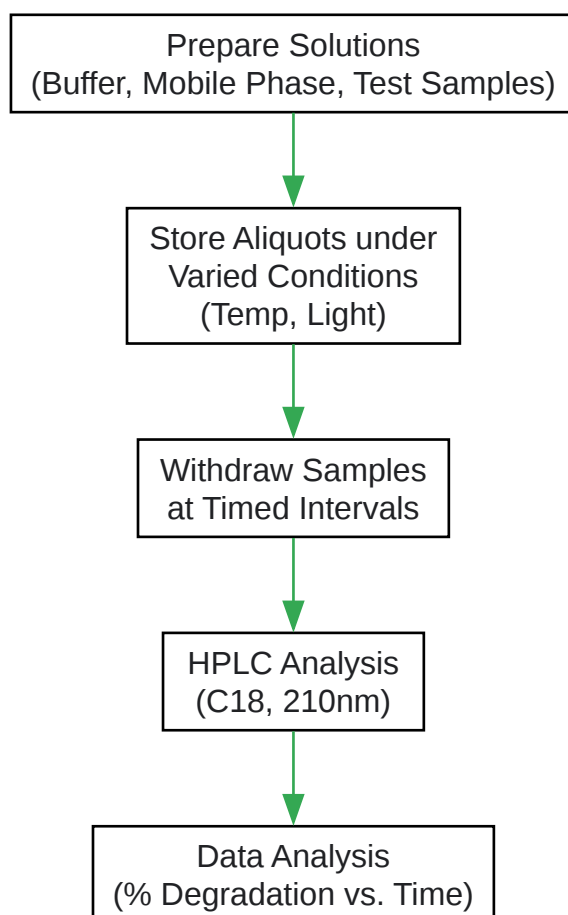 Prepare Solutions
(Buffer, Mobile Phase, Test Samples)
Store Aliquots under
Varied Conditions
(Temp, Light)
Withdraw Samples
at Timed Intervals
HPLC Analysis
(C18, 210nm)
Data Analysis
(% Degradation vs. Time)